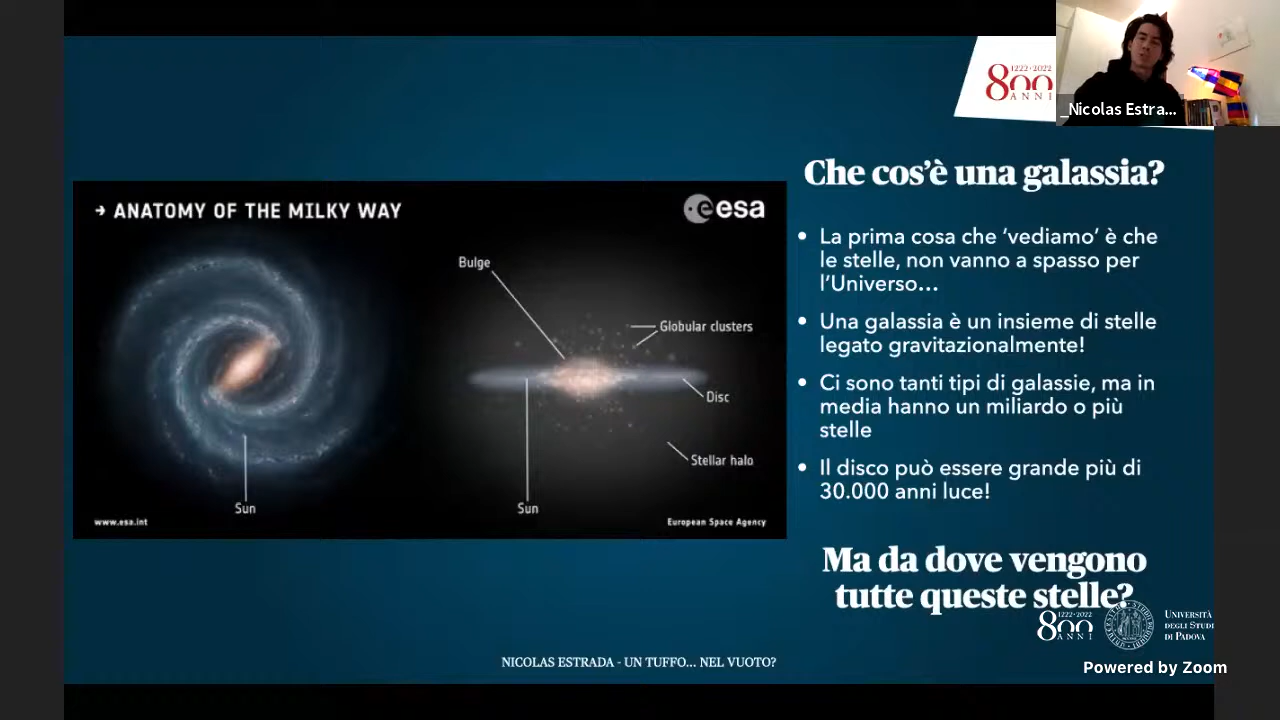 1222·2022
800
ANNI
_Nicolas Estra...
Che cos’è una galassia?
→ ANATOMY OF THE MILKY WAY
esa
Bulge
Globular clusters
Disc
Stellar halo
Sun
Sun
www.esa.int
European Space Agency
• La prima cosa che ‘vediamo’ è che
le stelle, non vanno a spasso per
l’Universo...
• Una galassia è un insieme di stelle
legato gravitazionalmente!
• Ci sono tanti tipi di galassie, ma in
media hanno un miliardo o più
stelle
• Il disco può essere grande più di
30.000 anni luce!
Ma da dove vengono
tutte queste stelle?
1222·2022
800
ANNI
UNIVERSITÀ
DEGLI STUDI
DI PADOVA
NICOLAS ESTRADA - UN TUFFO... NEL VUOTO?
Powered by Zoom